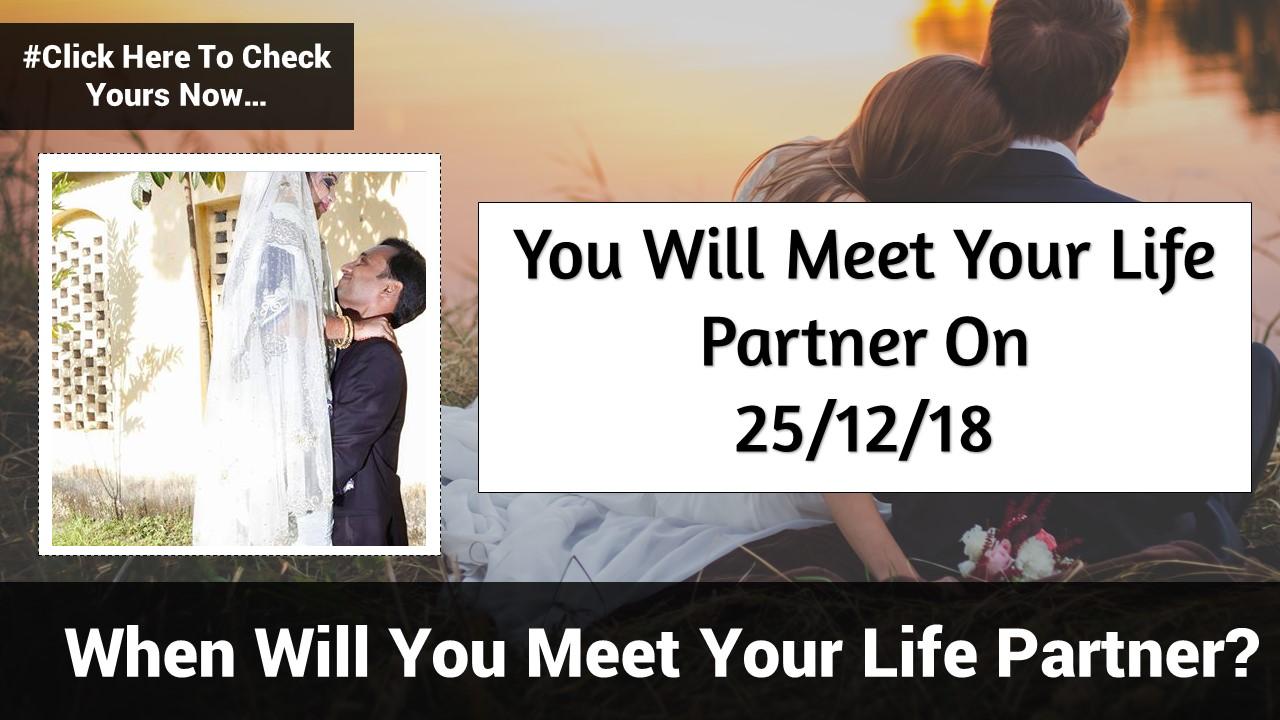 #Click Here To Check
Yours Now...
You Will Meet Your Life
Partner On
25/12/18
When Will You Meet Your Life Partner?